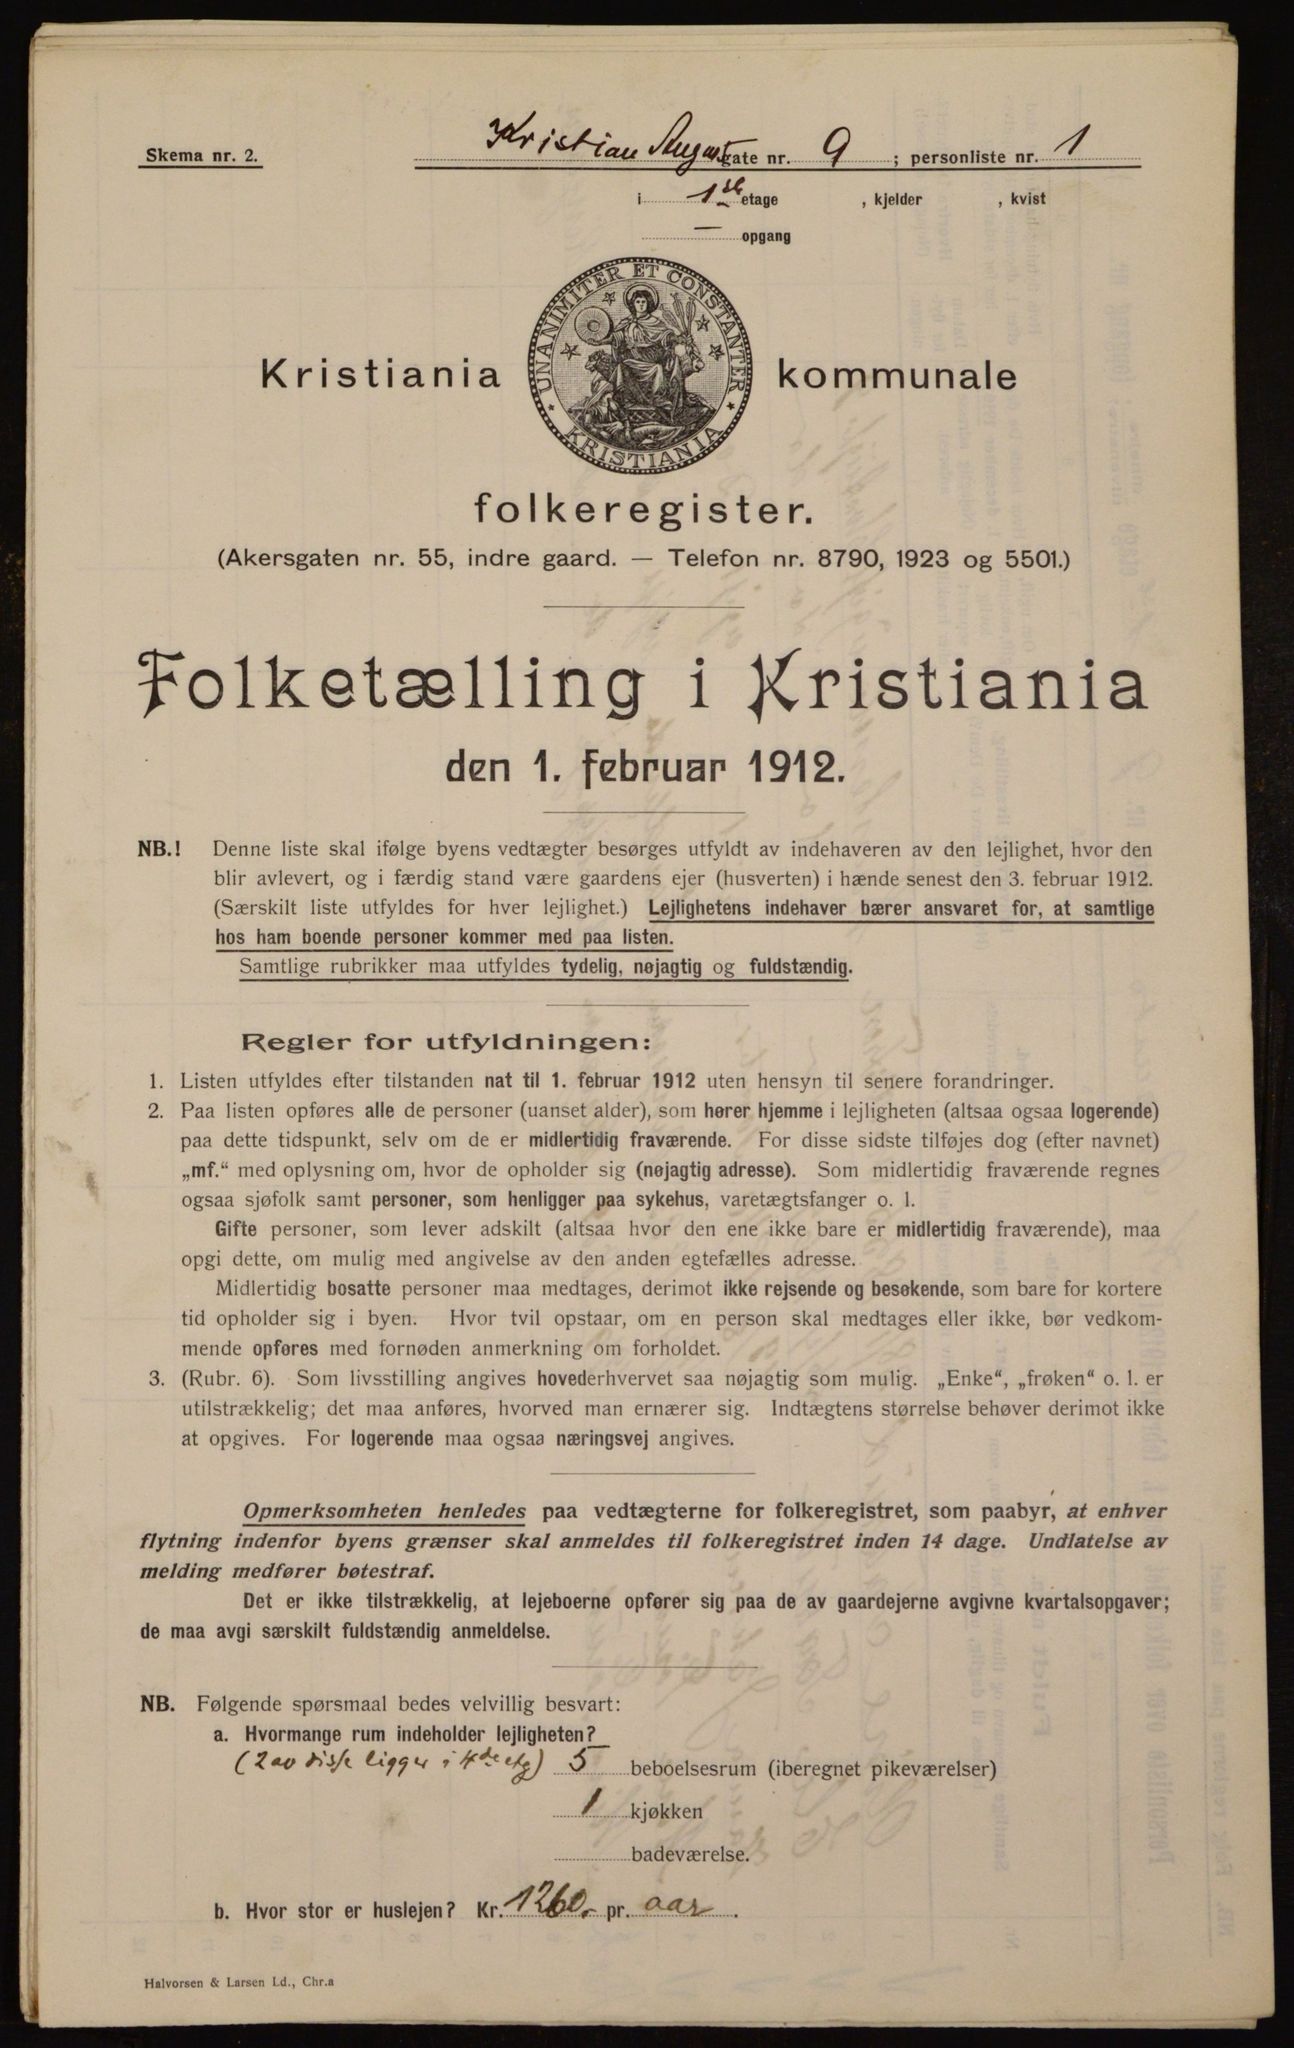 Skema nr. 2.
Kristian August gate nr. 9 ; personliste nr. 1
i 1ste etage , kjelder , kvist
— opgang
UNANIMITER ET CONSTANTER
KRISTIANIA
Kristiania kommunale
folkeregister.
(Akersgaten nr. 55, indre gaard. — Telefon nr. 8790, 1923 og 5501.)
Folketælling i Kristiania
den 1. februar 1912.
NB.! Denne liste skal ifølge byens vedtægter besørges utfyldt av indehaveren av den lejlighet, hvor den
blir avlevert, og i færdig stand være gaardens ejer (husverten) i hænde senest den 3. februar 1912.
(Særskilt liste utfyldes for hver lejlighet.) Lejlighetens indehaver bærer ansvaret for, at samtlige
hos ham boende personer kommer med paa listen.
Samtlige rubrikker maa utfyldes tydelig, nøjagtig og fuldstændig.
Regler for utfyldningen:
1. Listen utfyldes efter tilstanden nat til 1. februar 1912 uten hensyn til senere forandringer.
2. Paa listen opføres alle de personer (uanset alder), som hører hjemme i lejligheten (altsaa ogsaa logerende)
paa dette tidspunkt, selv om de er midlertidig fraværende. For disse sidste tilføjes dog (efter navnet)
„mf.“ med oplysning om, hvor de opholder sig (nøjagtig adresse). Som midlertidig fraværende regnes
ogsaa sjøfolk samt personer, som henligger paa sykehus, varetægtsfanger o. l.
Gifte personer, som lever adskilt (altsaa hvor den ene ikke bare er midlertidig fraværende), maa
opgi dette, om mulig med angivelse av den anden egtefælles adresse.
Midlertidig bosatte personer maa medtages, derimot ikke rejsende og besøkende, som bare for kortere
tid opholder sig i byen. Hvor tvil opstaar, om en person skal medtages eller ikke, bør vedkom-
mende opføres med fornøden anmerkning om forholdet.
3. (Rubr. 6). Som livsstilling angives hovederhvervet saa nøjagtig som mulig. „Enke“, „frøken“ o. l. er
utilstrækkelig; det maa anføres, hvorved man ernærer sig. Indtægtens størrelse behøver derimot ikke
at opgives. For logerende maa ogsaa næringsvej angives.
Opmerksomheten henledes paa vedtægterne for folkeregistret, som paabyr, at enhver
flytning indenfor byens grænser skal anmeldes til folkeregistret inden 14 dage. Undlatelse av
melding medfører bøtestraf.
Det er ikke tilstrækkelig, at lejeboerne opfører sig paa de av gaardejerne avgivne kvartalsopgaver;
de maa avgi særskilt fuldstændig anmeldelse.
NB. Følgende spørsmaal bedes velvillig besvart:
a. Hvormange rum indeholder lejligheten?
(2 av disse ligger i 4de etg) 5 beboelsesrum (iberegnet pikeværelser)
1 kjøkken
badeværelse.
b. Hvor stor er huslejen? Kr. 1260,- pr. aar.
Halvorsen & Larsen Ld., Chr.a